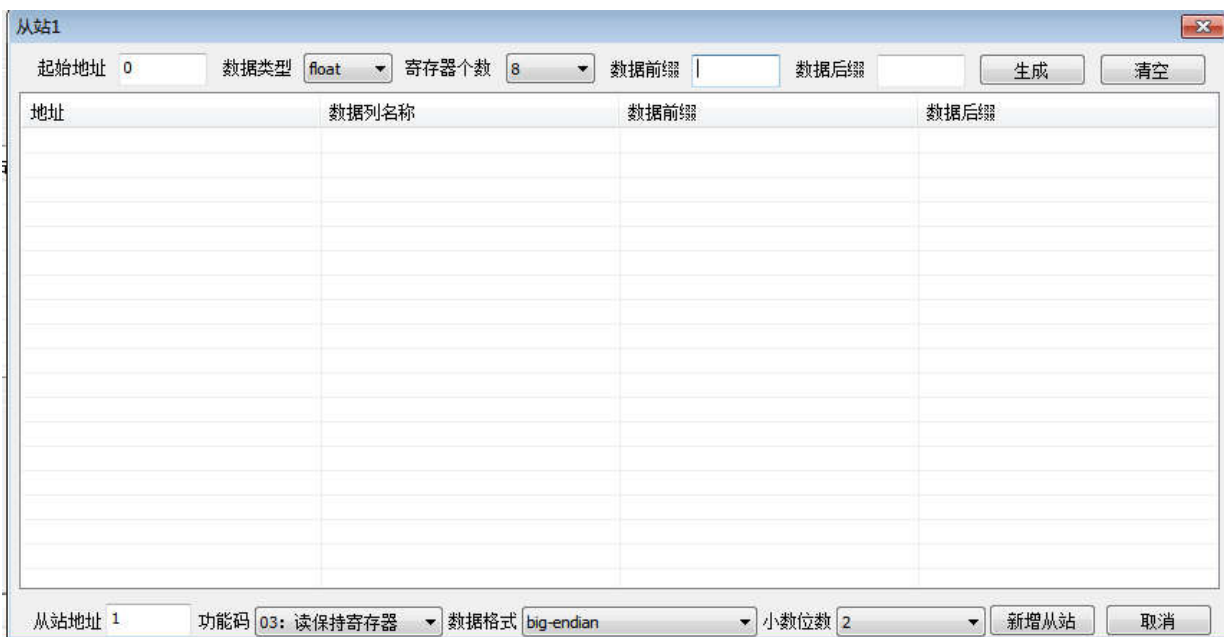 从站1
起始地址 0 数据类型 float 寄存器个数 8 数据前缀 数据后缀 生成 清空
地址 数据列名称 数据前缀 数据后缀
从站地址 1 功能码 03: 读保持寄存器 数据格式 big-endian 小数位数 2 新增从站 取消